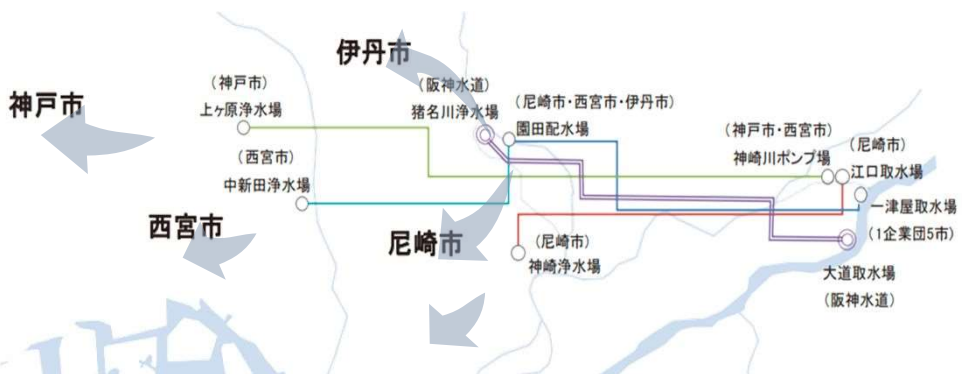 伊丹市
神戸市
（神戸市）
上ヶ原浄水場
（阪神水道）
猪名川浄水場
（尼崎市・西宮市・伊丹市）
園田配水場
（神戸市・西宮市）
神崎川ポンプ場
（尼崎市）
江口取水場
（西宮市）
中新田浄水場
一津屋取水場
（1企業団5市）
西宮市
尼崎市
（尼崎市）
神崎浄水場
大道取水場
（阪神水道）